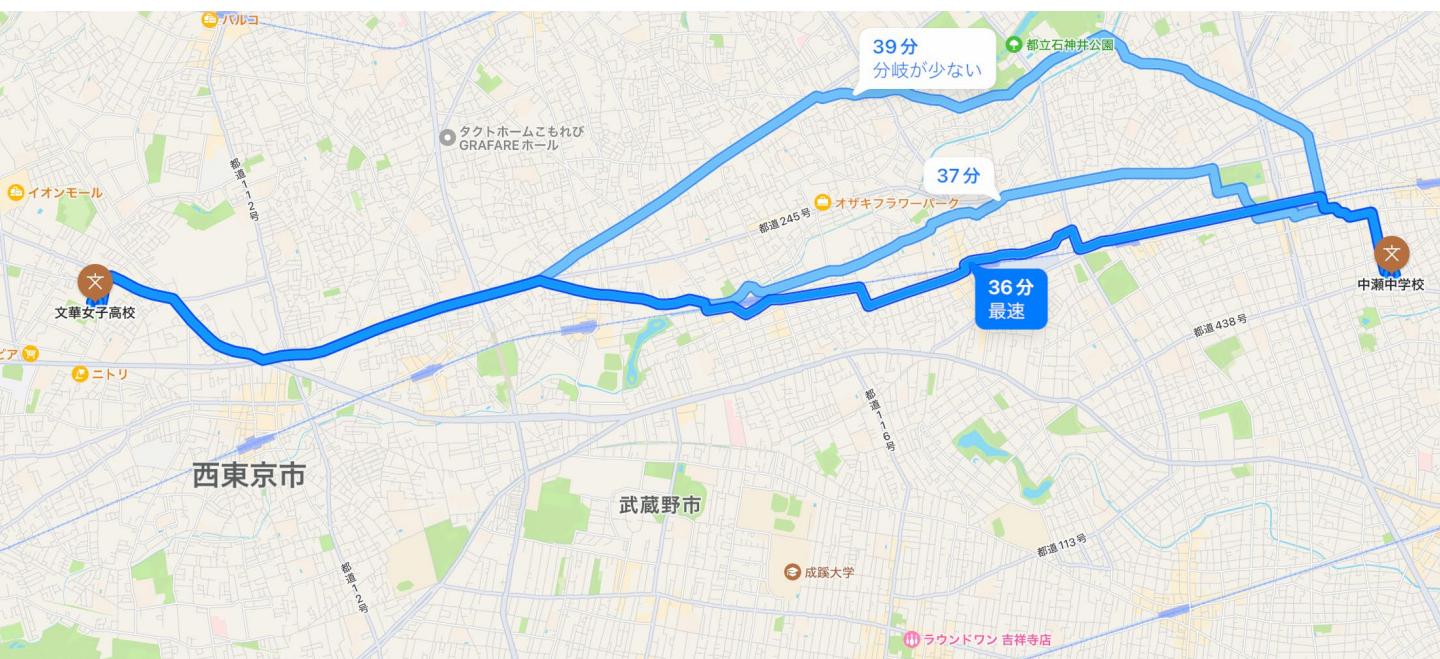 パルコ
39分
分岐が少ない
都立石神井公園
タクトホームこもれび
GRAFAREホール
都道112号
イオンモール
37分
オザキフラワーパーク
都道245号
文華女子高校
36分
最速
中瀬中学校
都道438号
ピア
ニトリ
都道116号
西東京市
武蔵野市
都道113号
成蹊大学
都道12号
ラウンドワン 吉祥寺店